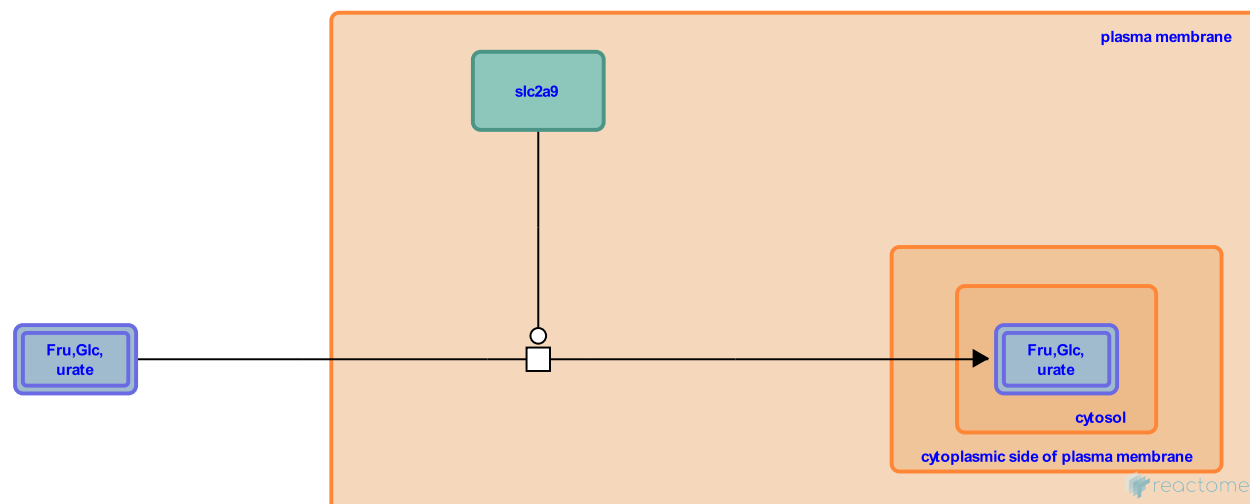 plasma membrane
slc2a9
Fru,Glc,
urate
Fru,Glc,
urate
cytosol
cytoplasmic side of plasma membrane
reactome